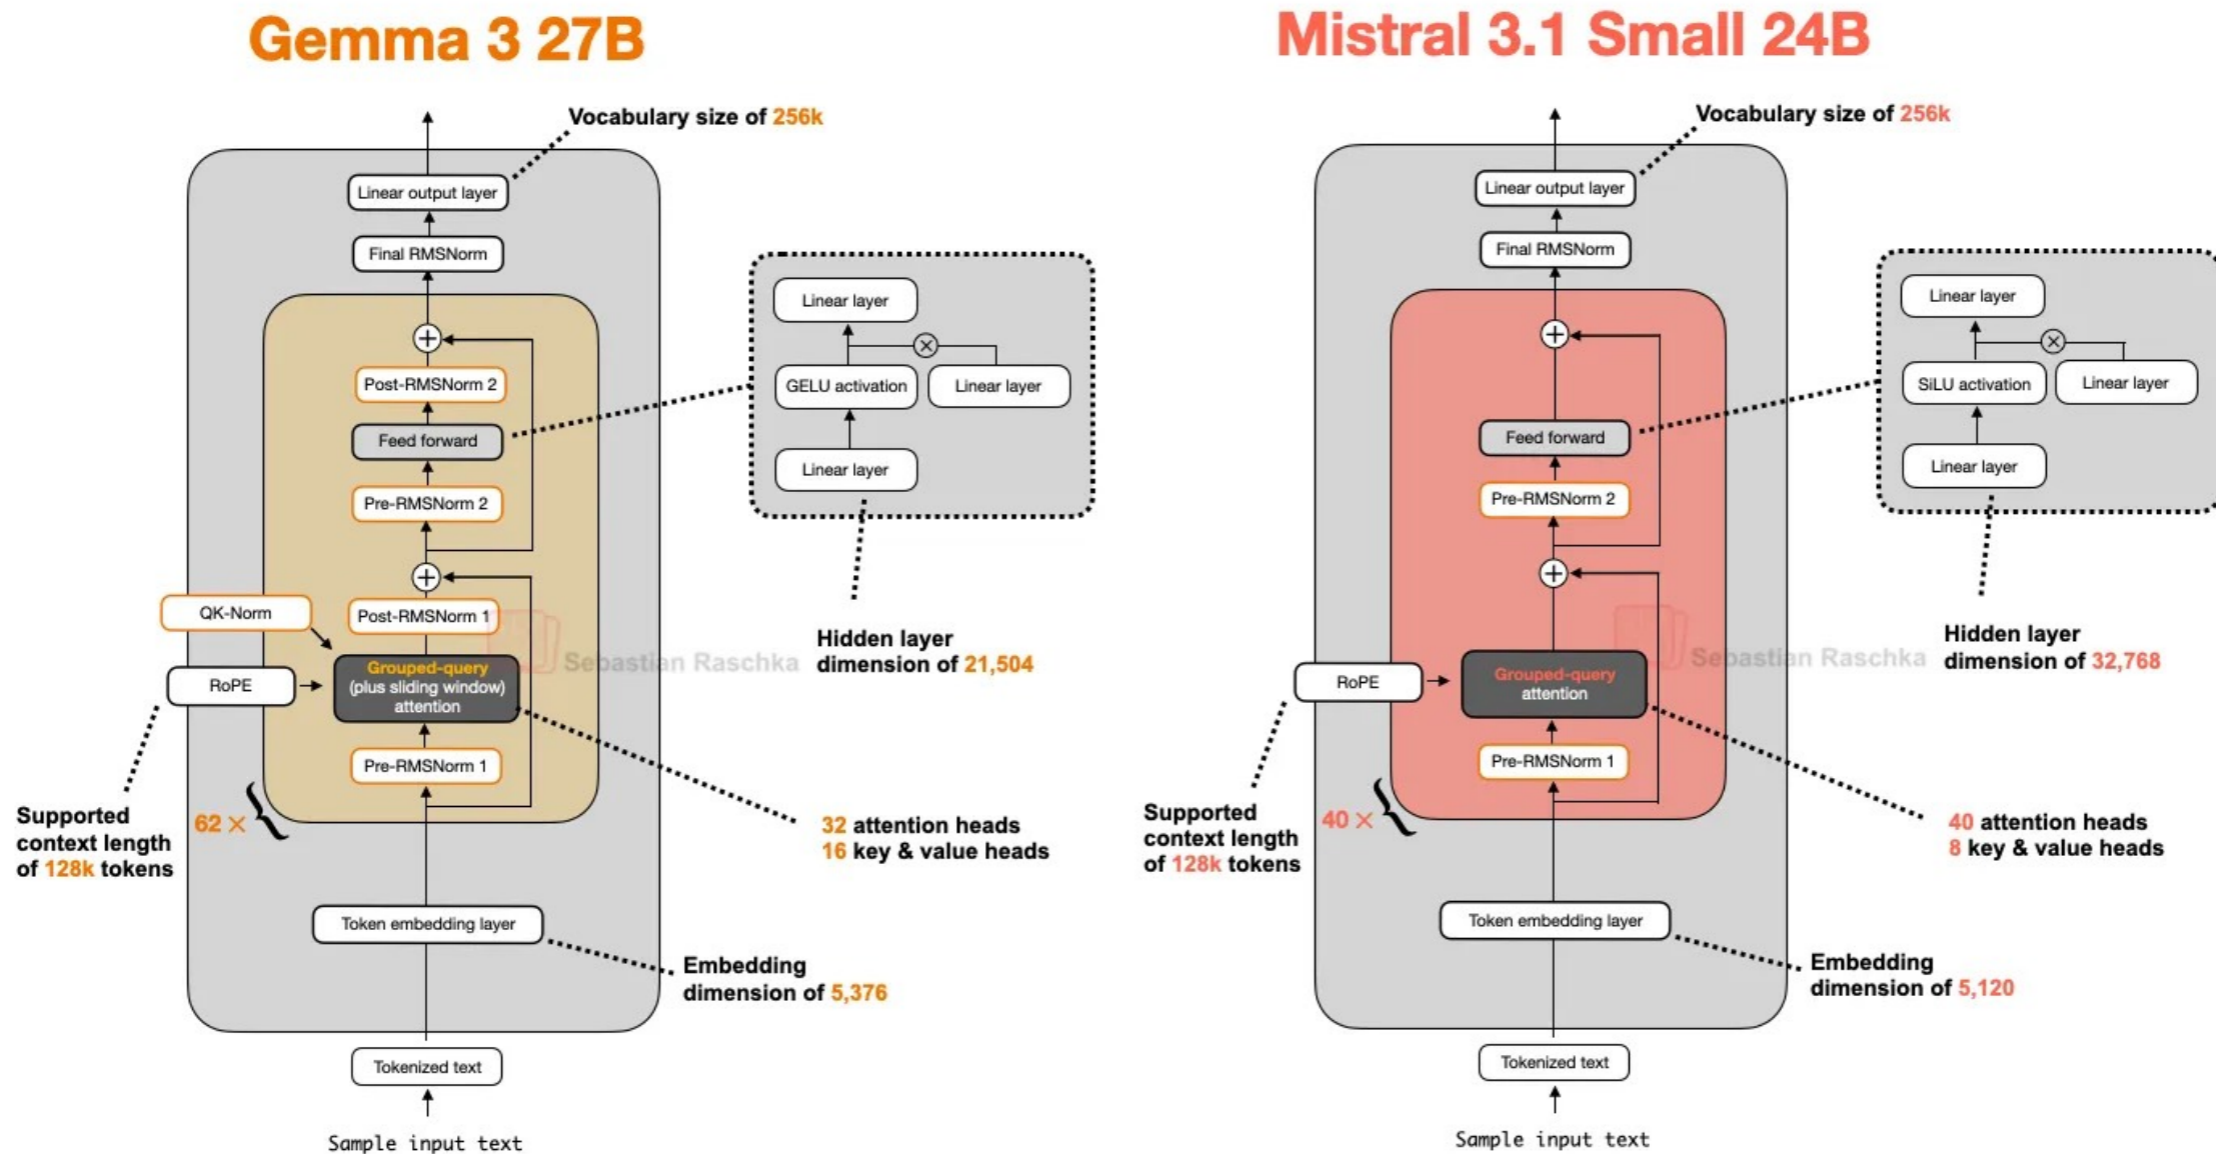 Gemma 3 27B
Vocabulary size of 256k
Linear output layer
Final RMSNorm
Post-RMSNorm 2
Feed forward
Pre-RMSNorm 2
Linear layer
GELU activation
Linear layer
Linear layer
QK-Norm
Post-RMSNorm 1
Grouped-query
(plus sliding window)
attention
RoPE
Pre-RMSNorm 1
Sebastian Raschka
Hidden layer
dimension of 21,504
Supported
context length
of 128k tokens
62 ×
32 attention heads
16 key & value heads
Token embedding layer
Embedding
dimension of 5,376
Tokenized text
Sample input text
Mistral 3.1 Small 24B
Vocabulary size of 256k
Linear output layer
Final RMSNorm
Feed forward
Pre-RMSNorm 2
Linear layer
SiLU activation
Linear layer
Linear layer
Grouped-query
attention
RoPE
Pre-RMSNorm 1
Sebastian Raschka
Hidden layer
dimension of 32,768
Supported
context length
of 128k tokens
40 ×
40 attention heads
8 key & value heads
Token embedding layer
Embedding
dimension of 5,120
Tokenized text
Sample input text